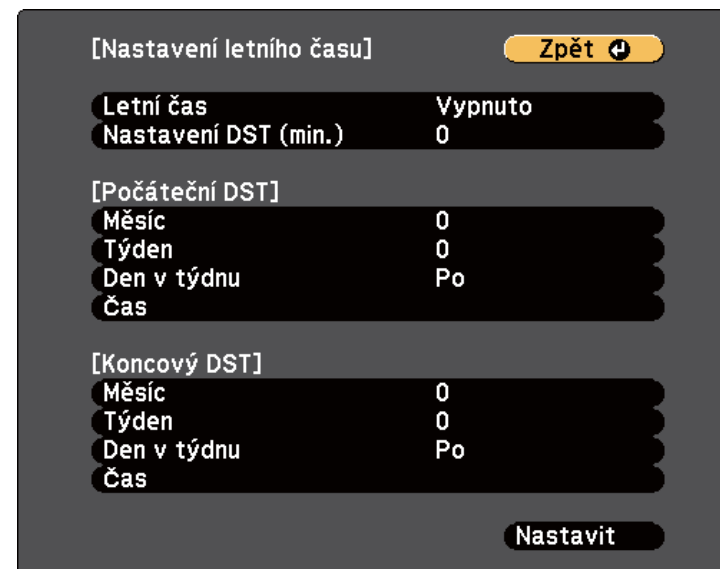 [Nastavení letního času] Zpět
Letní čas Vypnuto
Nastavení DST (min.) 0
[Počáteční DST]
Měsíc 0
Týden 0
Den v týdnu Po
Čas
[Koncový DST]
Měsíc 0
Týden 0
Den v týdnu Po
Čas
Nastavit